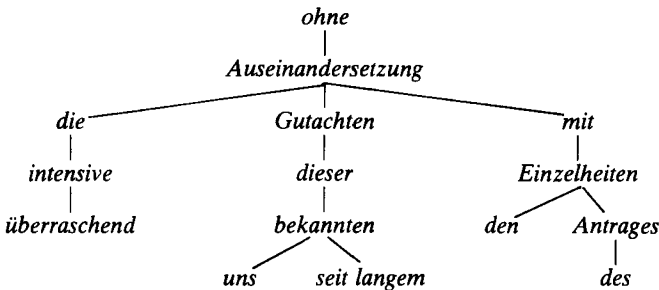 ohne
Auseinandersetzung
die Gutachten mit
intensive dieser Einzelheiten
überraschend bekannten den Antrages
uns seit langem des